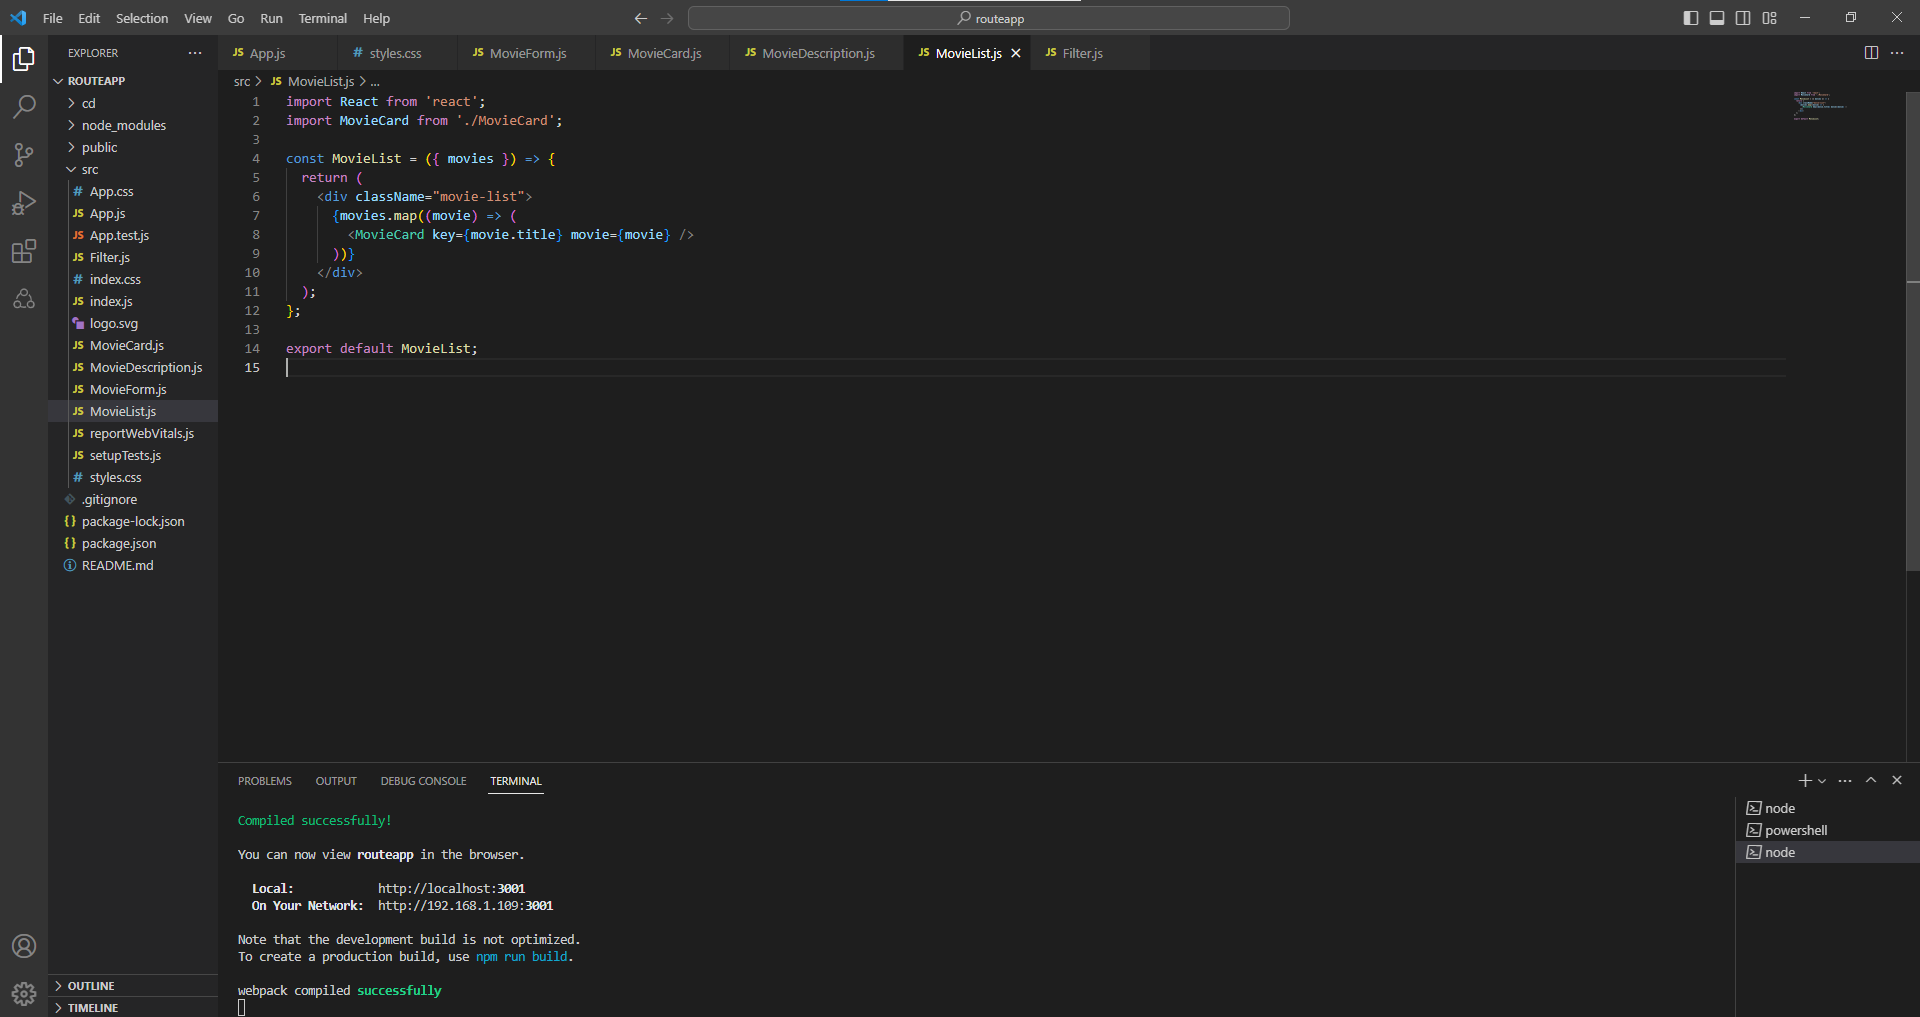 File Edit Selection View Go Run Terminal Help routeapp
EXPLORER
ROUTEAPP
cd
node_modules
public
src
App.css
App.js
App.test.js
Filter.js
index.css
index.js
logo.svg
MovieCard.js
MovieDescription.js
MovieForm.js
MovieList.js
reportWebVitals.js
setupTests.js
styles.css
.gitignore
package-lock.json
package.json
README.md
OUTLINE
TIMELINE
JS App.js # styles.css JS MovieForm.js JS MovieCard.js JS MovieDescription.js JS MovieList.js JS Filter.js
src > JS MovieList.js > ...
1 import React from 'react';
2 import MovieCard from './MovieCard';
3
4 const MovieList = ({ movies }) => {
5 return (
6 <div className="movie-list">
7 {movies.map((movie) => (
8 <MovieCard key={movie.title} movie={movie} />
9 ))}
10 </div>
11 );
12 };
13
14 export default MovieList;
15
PROBLEMS OUTPUT DEBUG CONSOLE TERMINAL
Compiled successfully!
You can now view routeapp in the browser.
Local: http://localhost:3001
On Your Network: http://192.168.1.109:3001
Note that the development build is not optimized.
To create a production build, use npm run build.
webpack compiled successfully
node
powershell
node